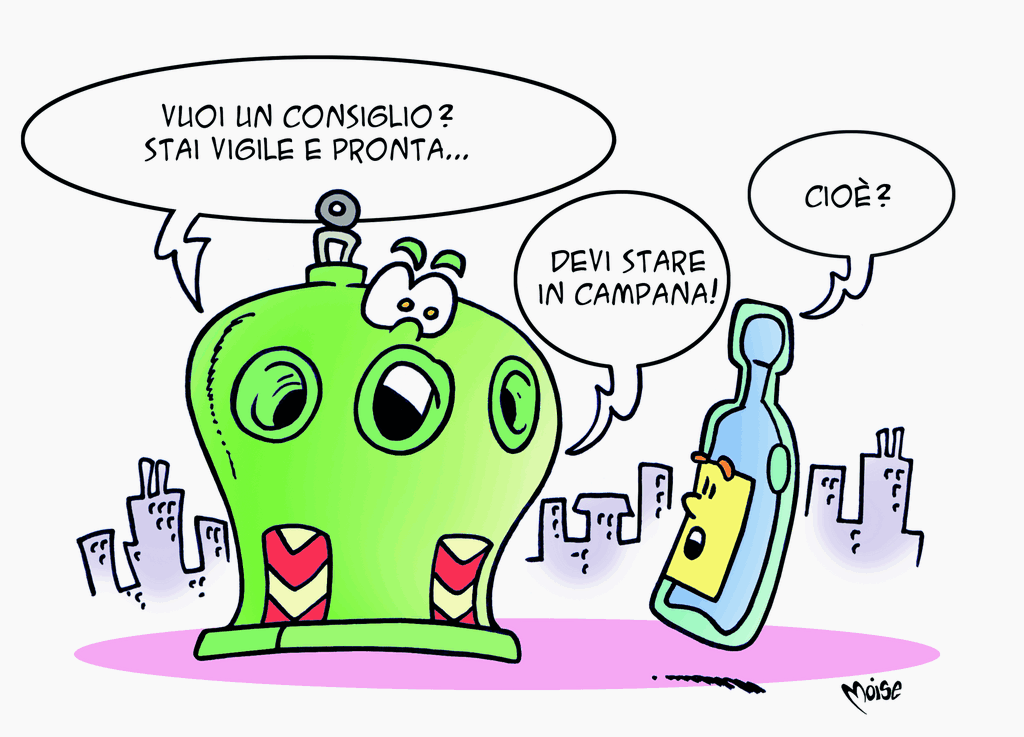 VUOI UN CONSIGLIO?
STAI VIGILE E PRONTA...
CIOÈ?
DEVI STARE
IN CAMPANA!
Moise